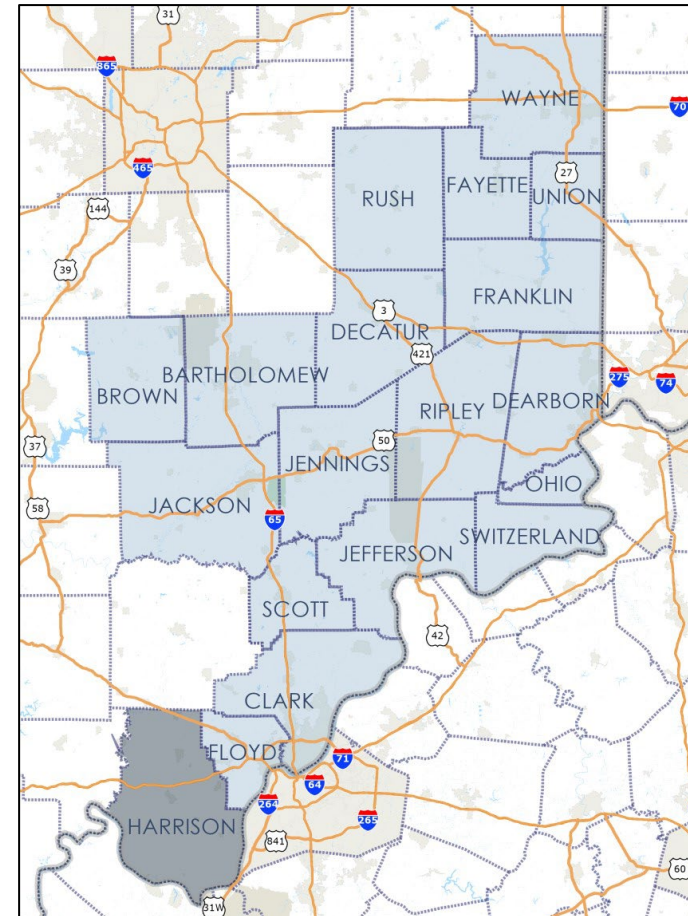 31
865
WAYNE
70
465
27
RUSH
FAYETTE
UNION
144
39
FRANKLIN
3
DECATUR
421
BARTHOLOMEW
275
74
BROWN
RIPLEY
DEARBORN
37
50
JENNINGS
OHIO
58
JACKSON
65
JEFFERSON
SWITZERLAND
SCOTT
42
CLARK
FLOYD
71
64
264
265
HARRISON
841
60
31W